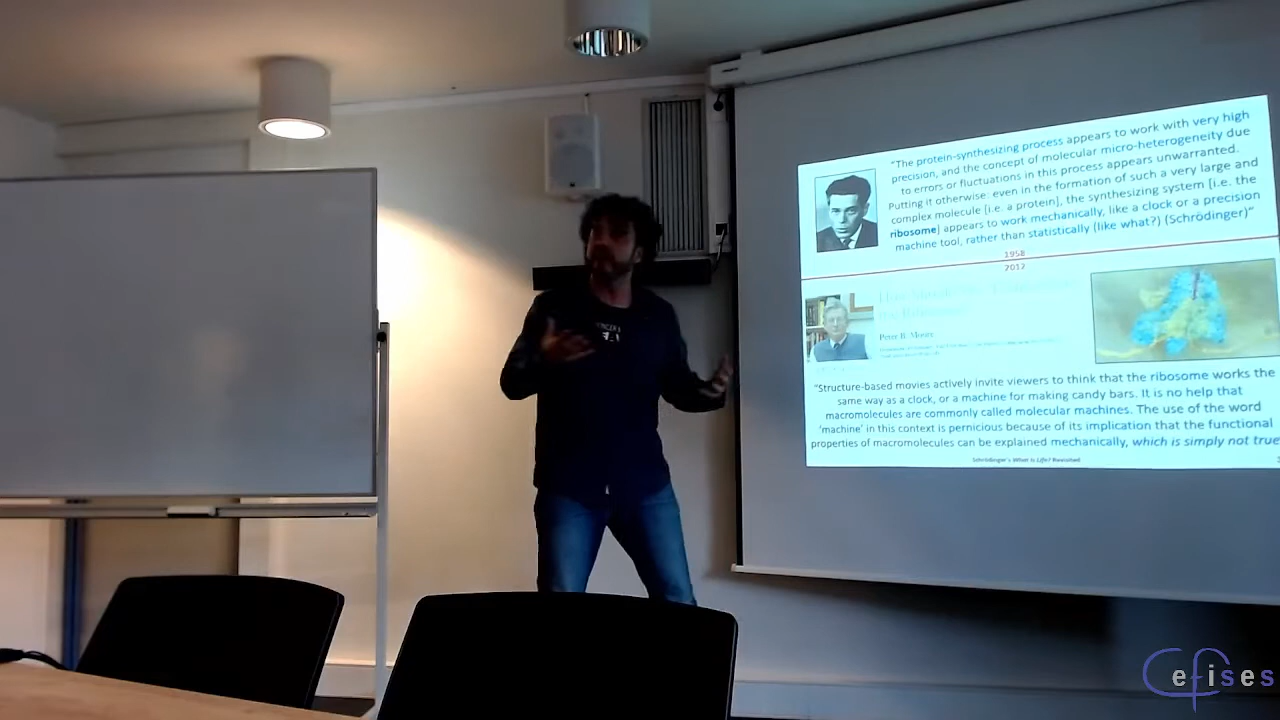 "The protein-synthesizing process appears to work with very high
precision, and the concept of molecular micro-heterogeneity due
to errors or fluctuations in this process appears unwarranted.
Putting it otherwise: even in the formation of such a very large and
complex molecule [i.e. a protein], the synthesizing system [i.e. the
ribosome] appears to work mechanically, like a clock or a precision
machine tool, rather than statistically (like what?) (Schrödinger)"
1958
2012
Peter B. Moore
"Structure-based movies actively invite viewers to think that the ribosome works the
same way as a clock, or a machine for making candy bars. It is no help that
macromolecules are commonly called molecular machines. The use of the word
'machine' in this context is pernicious because of its implication that the functional
properties of macromolecules can be explained mechanically, which is simply not true
Schrödinger's What Is Life? Revisited
efises